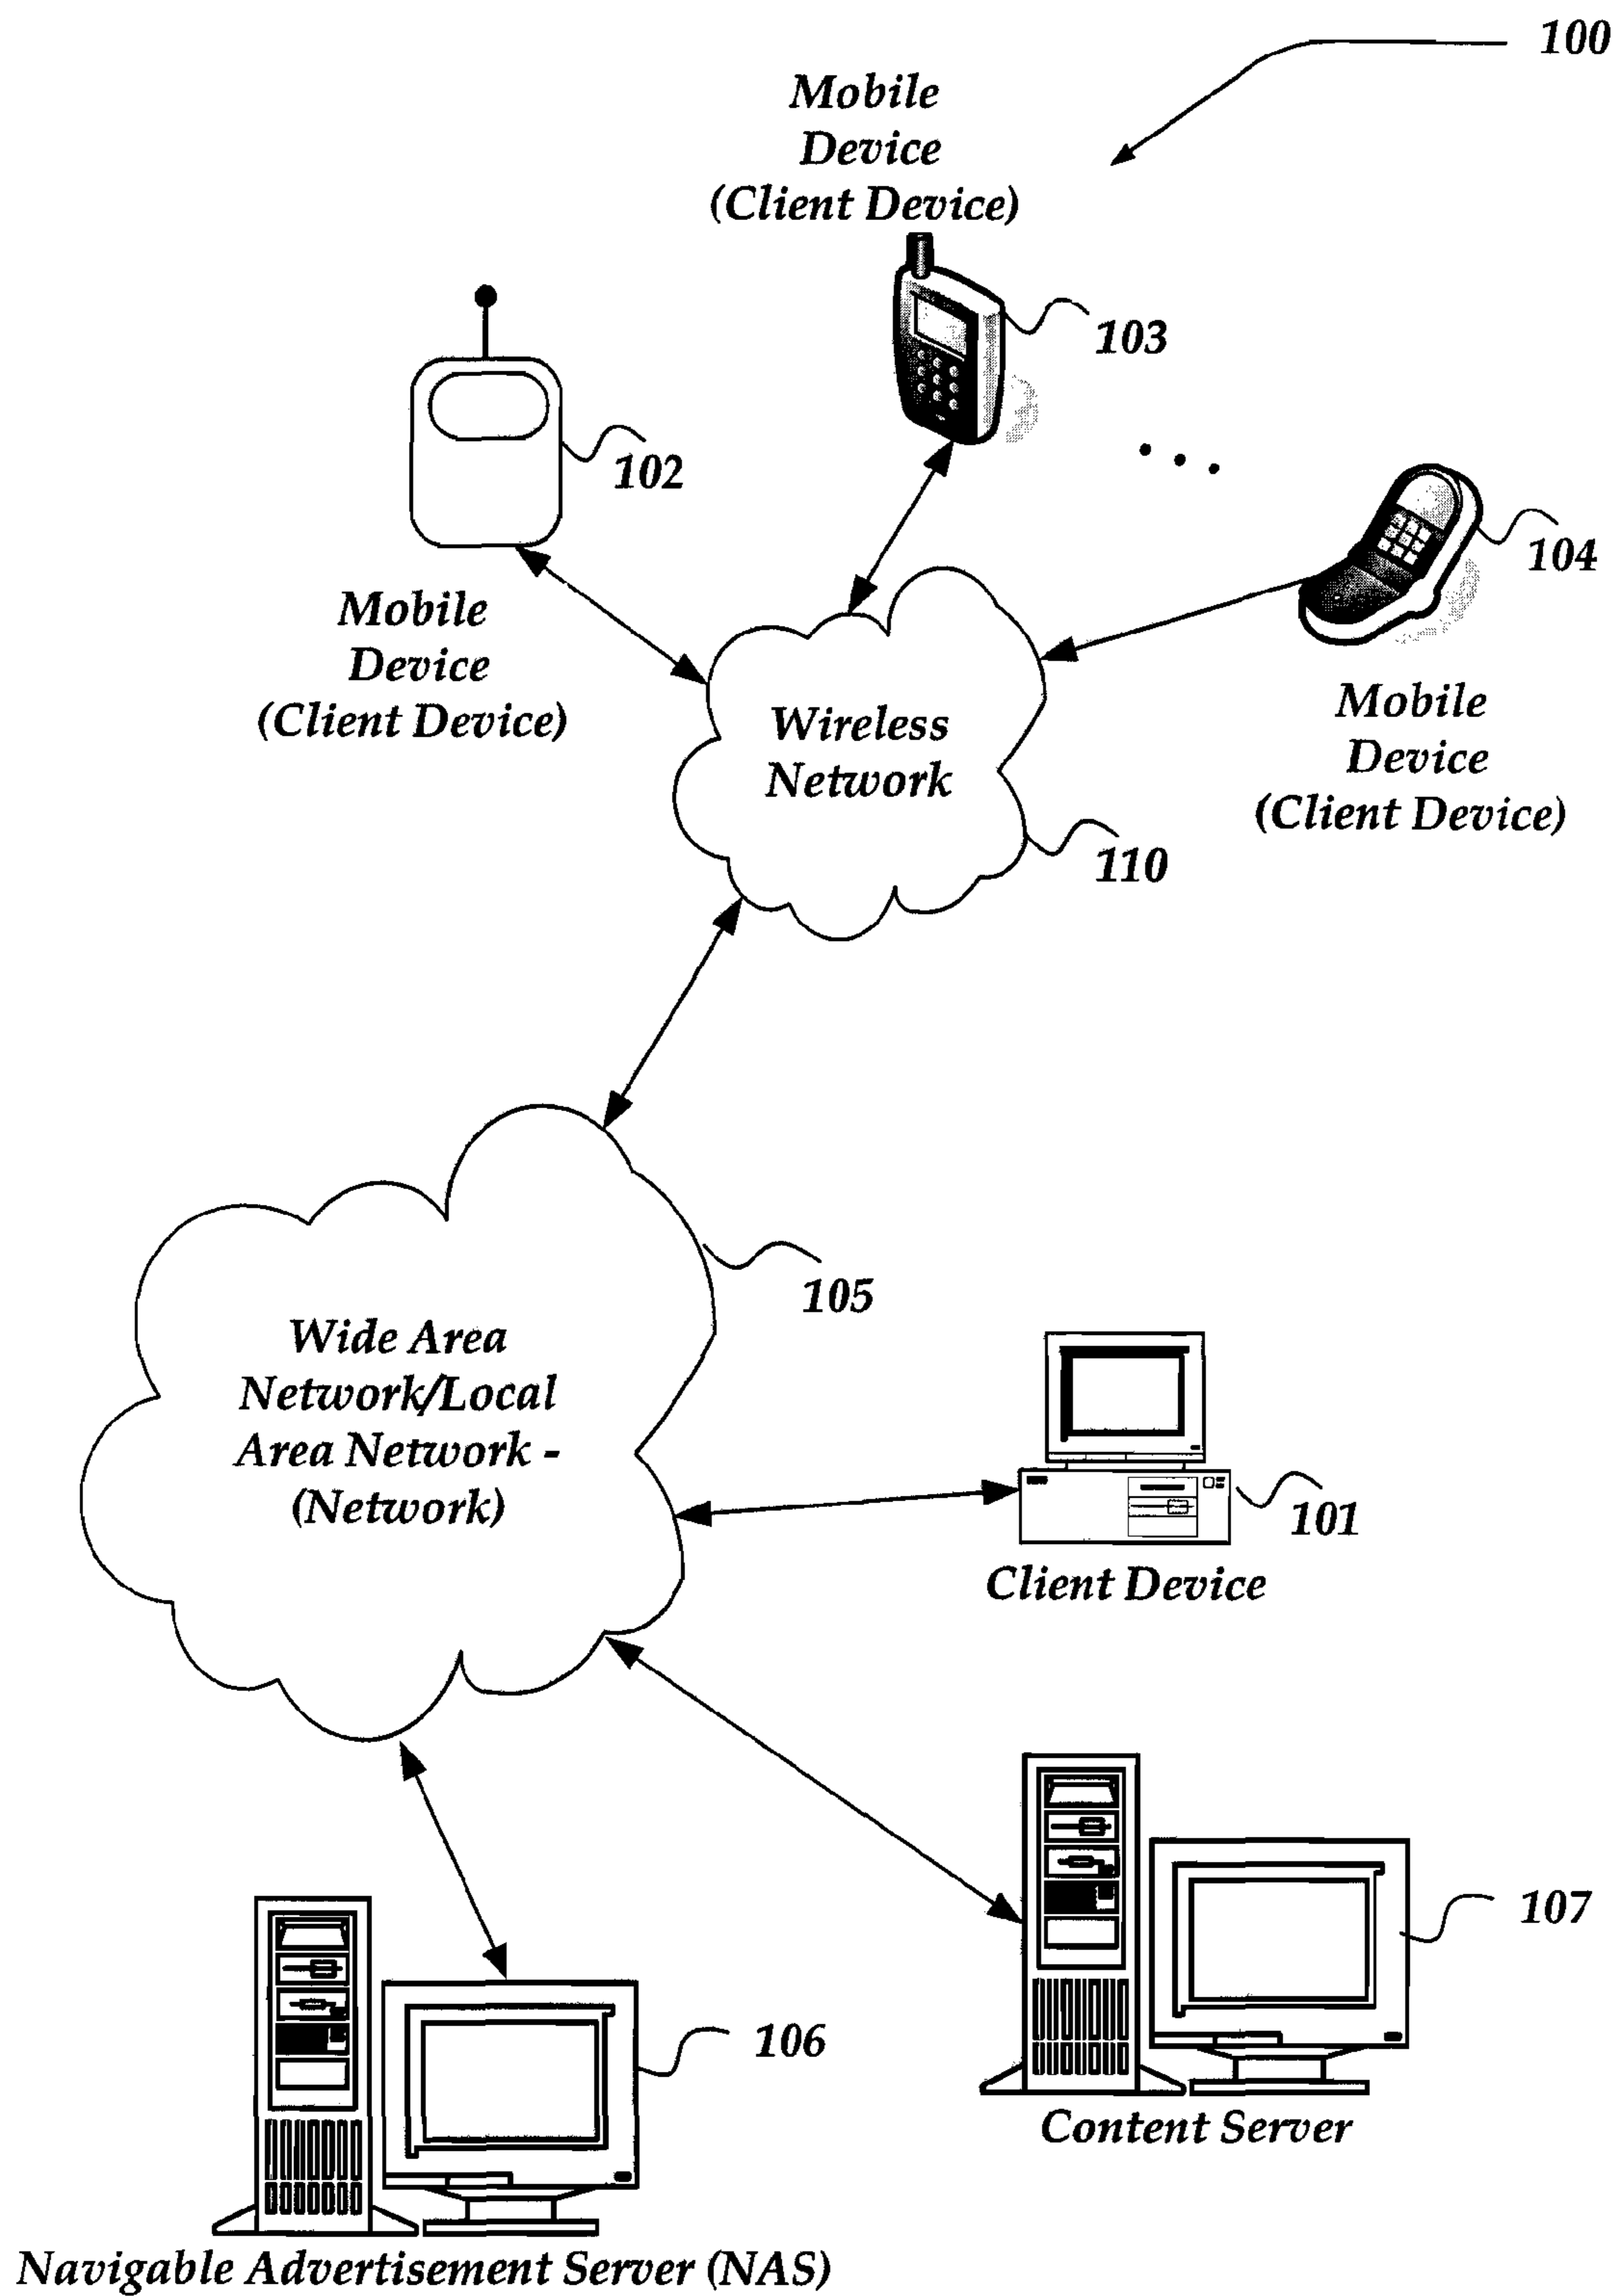 100
Mobile
Device
(Client Device)
103
102
104
Mobile
Device
(Client Device)
Mobile
Device
(Client Device)
Wireless
Network
110
105
Wide Area
Network/Local
Area Network -
(Network)
101
Client Device
107
106
Content Server
Navigable Advertisement Server (NAS)